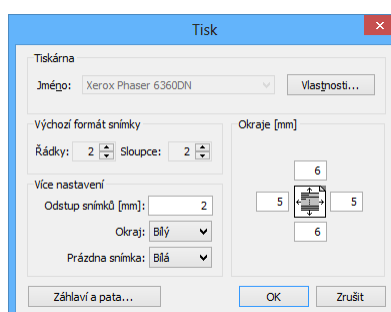 Tisk
Tiskárna
Jméno: Xerox Phaser 6360DN Vlastnosti...
Výchozí formát snímky
Řádky: 2 Sloupce: 2
Okraje [mm]
6
5 5
6
Více nastavení
Odstup snímků [mm]: 2
Okraj: Bílý
Prázdna snímka: Bílá
Záhlaví a pata... OK Zrušit